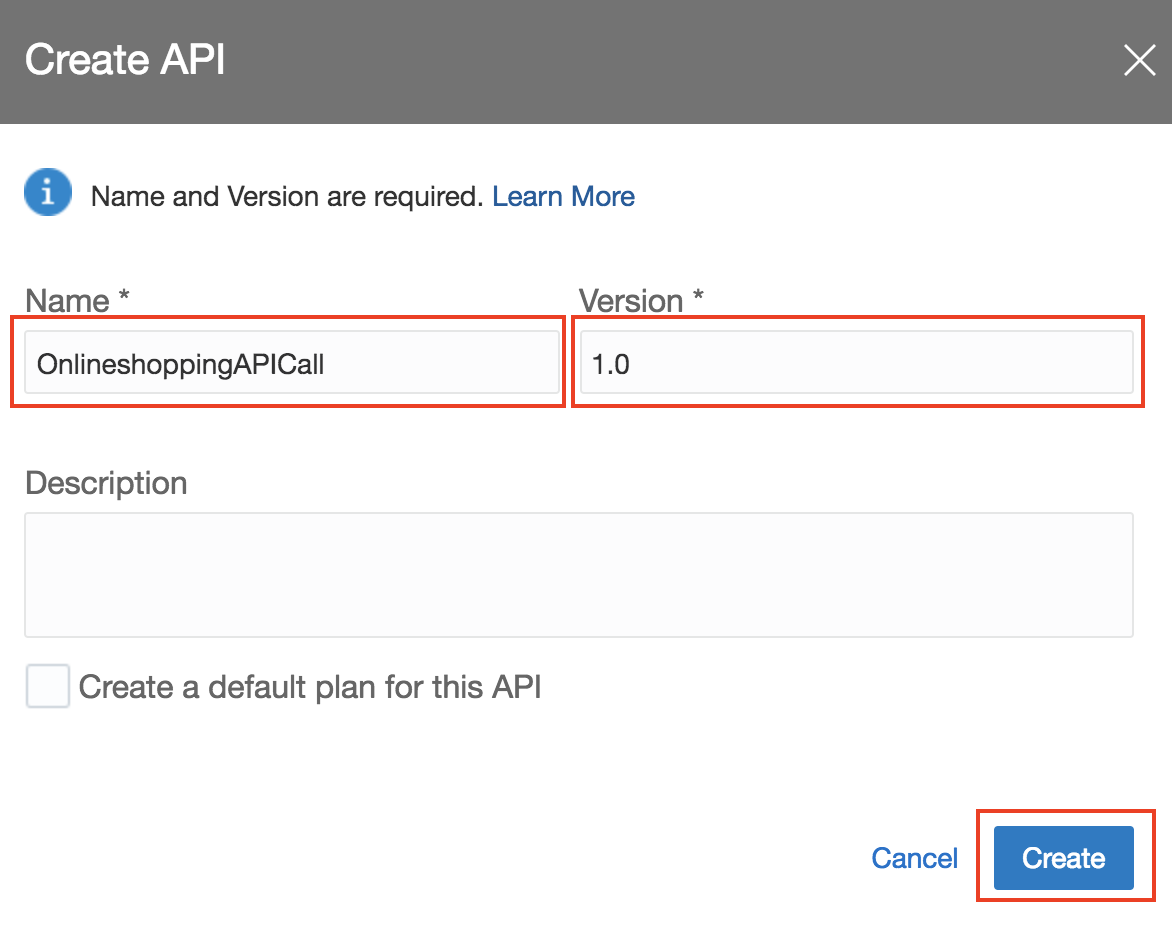 Create API
Name and Version are required. Learn More
Name * Version *
OnlineshoppingAPICall 1.0
Description
Create a default plan for this API
Cancel Create